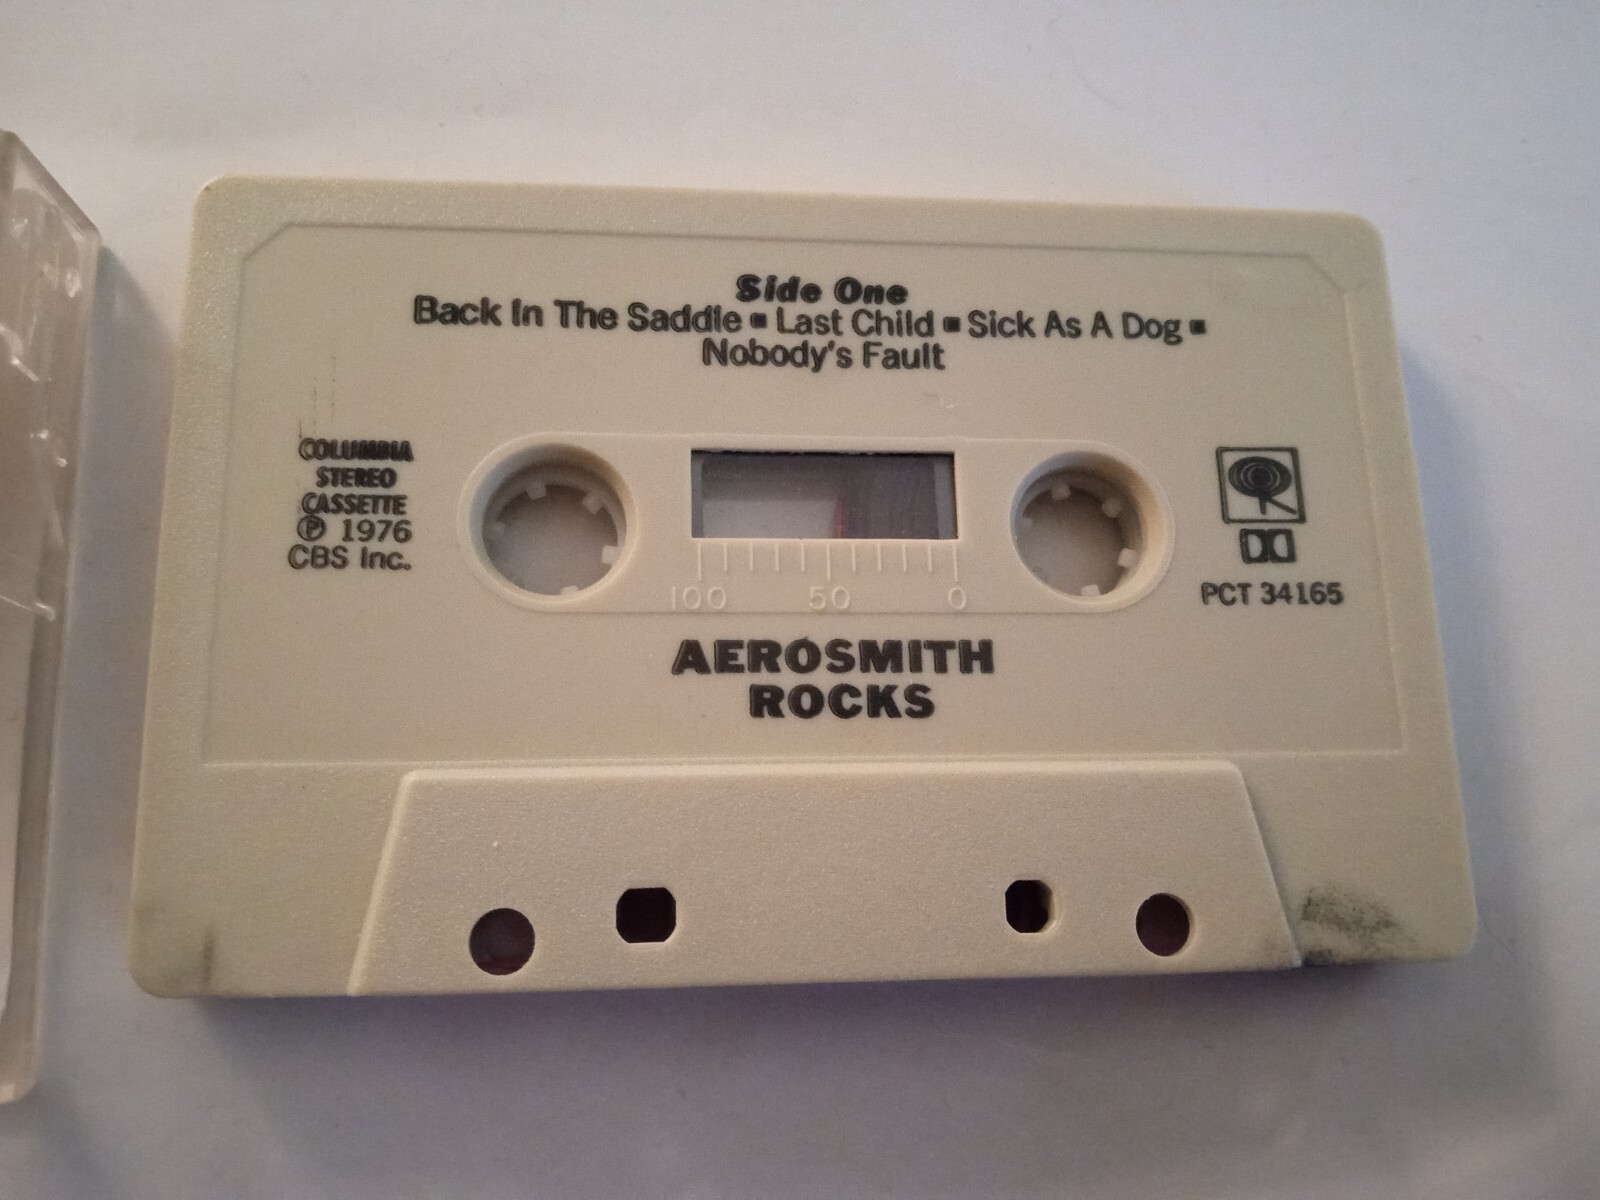 Side One
Back In The Saddle ▪ Last Child ▪ Sick As A Dog ▪
Nobody's Fault
COLUMBIA
STEREO
CASSETTE
℗ 1976
CBS Inc.
100 50 0
PCT 34165
AEROSMITH
ROCKS